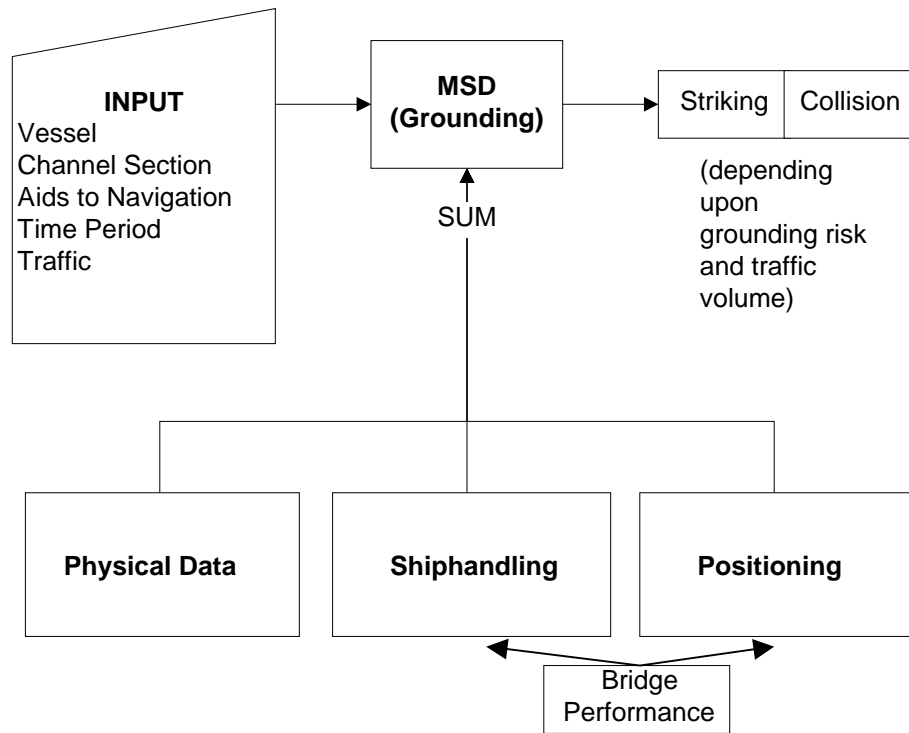 INPUT
Vessel
Channel Section
Aids to Navigation
Time Period
Traffic
MSD
(Grounding)
Striking
Collision
(depending
upon
grounding risk
and traffic
volume)
SUM
Physical Data
Shiphandling
Positioning
Bridge
Performance